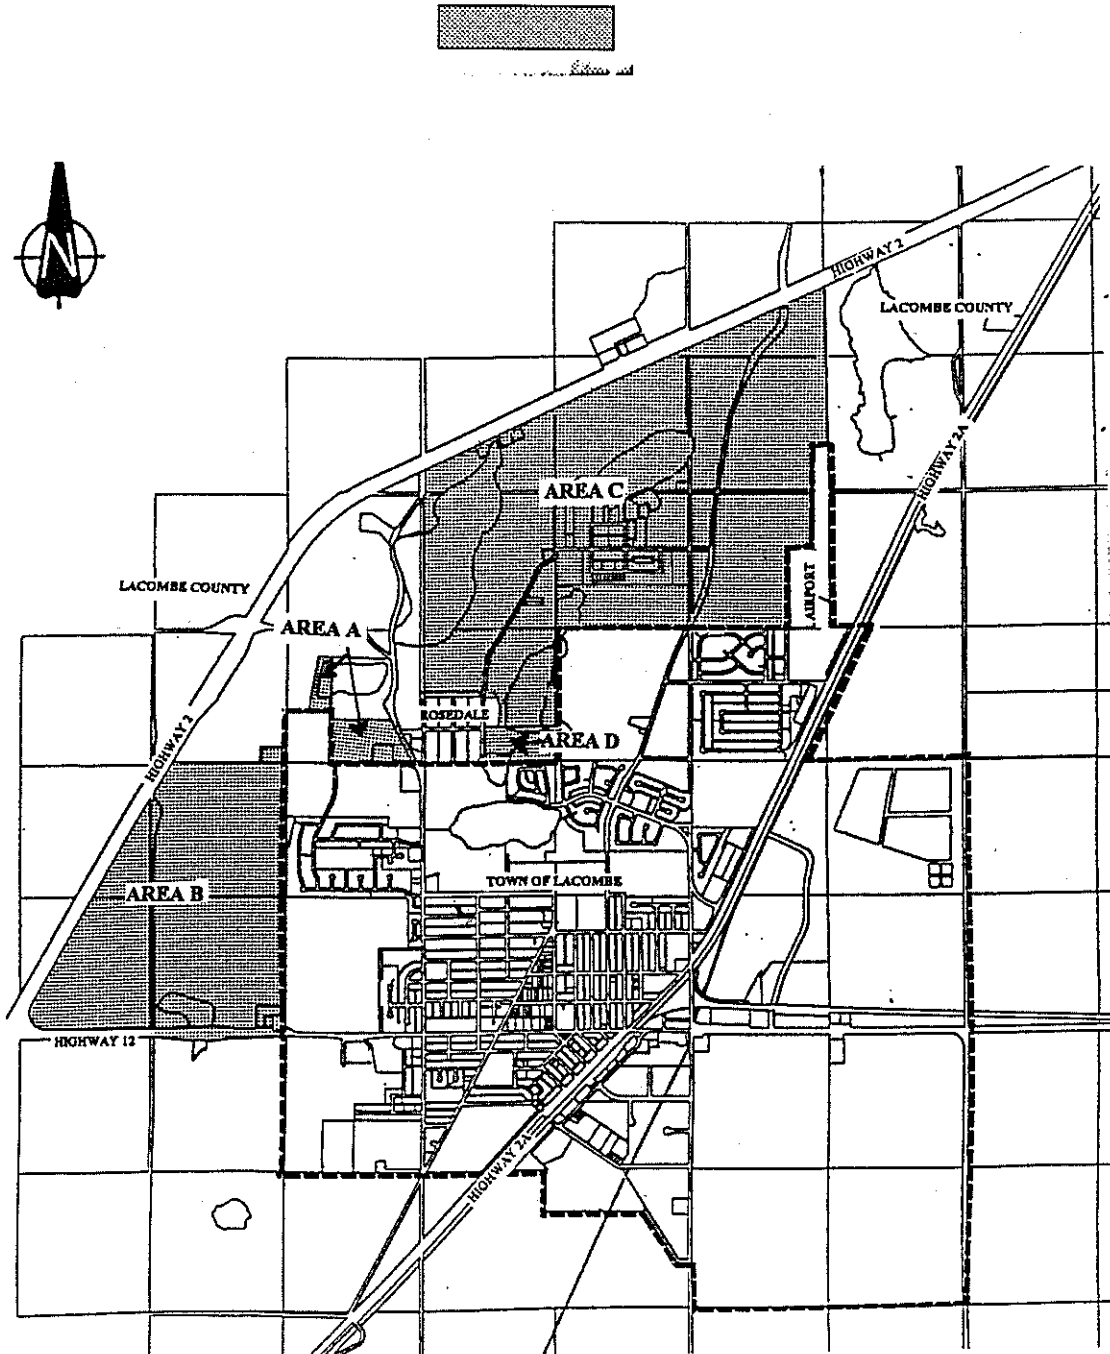 N
HIGHWAY 2
LACOMBE COUNTY
HIGHWAY 2A
AREA C
LACOMBE COUNTY
AIRPORT
AREA A
ROSEDALE
AREA D
HIGHWAY 2
TOWN OF LACOMBE
AREA B
HIGHWAY 12
HIGHWAY 2A